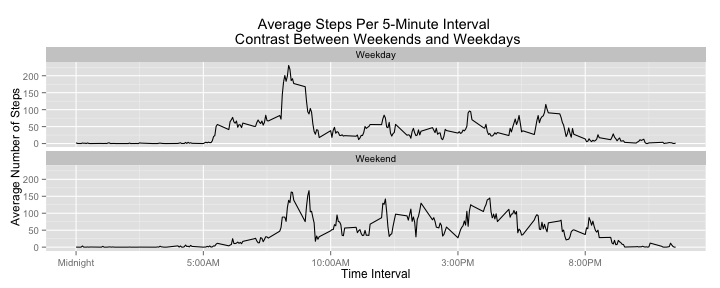 Average Steps Per 5-Minute Interval
Contrast Between Weekends and Weekdays
Weekday
200
150
100
50
0
Average Number of Steps
Weekend
200
150
100
50
0
Midnight 5:00AM 10:00AM 3:00PM 8:00PM
Time Interval